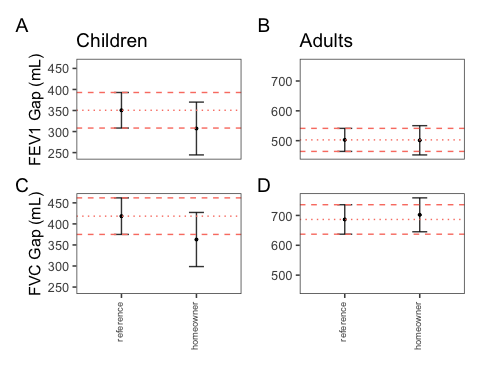 A
Children
B
Adults
FEV1 Gap (mL)
450
400
350
300
250
700
600
500
C
D
FVC Gap (mL)
450
400
350
300
250
700
600
500
reference
homeowner
reference
homeowner